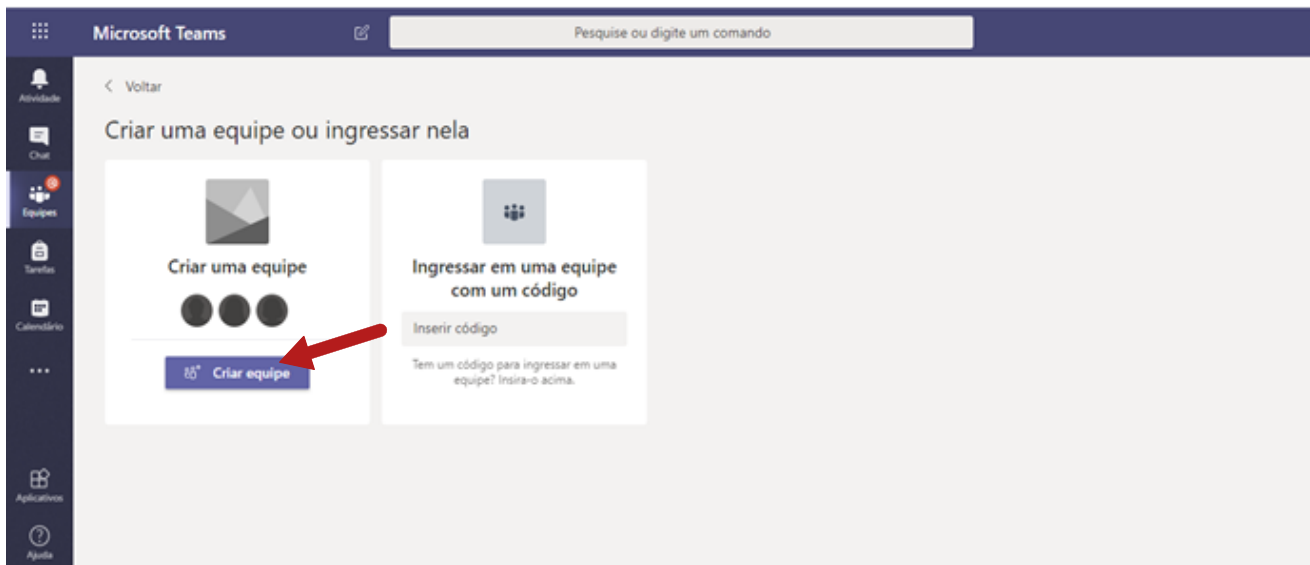 Microsoft Teams
Pesquise ou digite um comando
Atividade
Chat
Equipes
Tarefas
Calendário
Aplicativos
Ajuda
Voltar
Criar uma equipe ou ingressar nela
Criar uma equipe
Criar equipe
Ingressar em uma equipe
com um código
Inserir código
Tem um código para ingressar em uma
equipe? Insira-o acima.